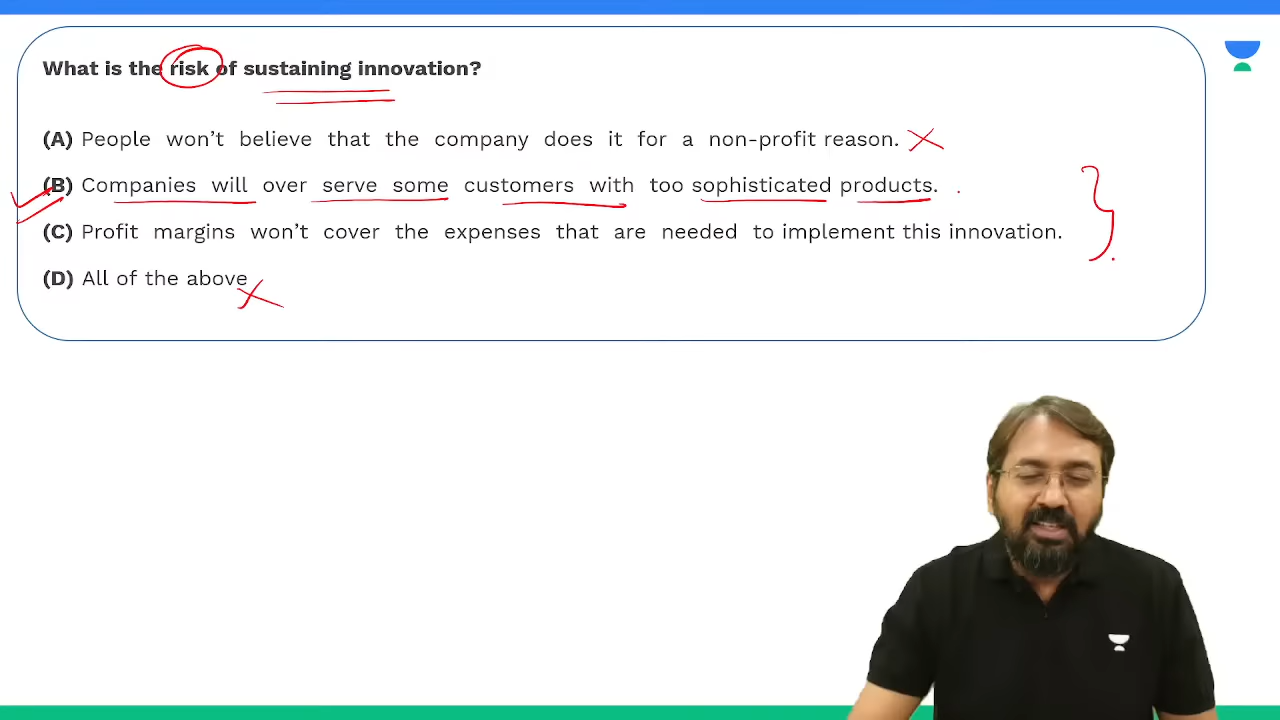 What is the risk of sustaining innovation?
(A) People won't believe that the company does it for a non-profit reason.
(B) Companies will over serve some customers with too sophisticated products.
(C) Profit margins won't cover the expenses that are needed to implement this innovation.
(D) All of the above